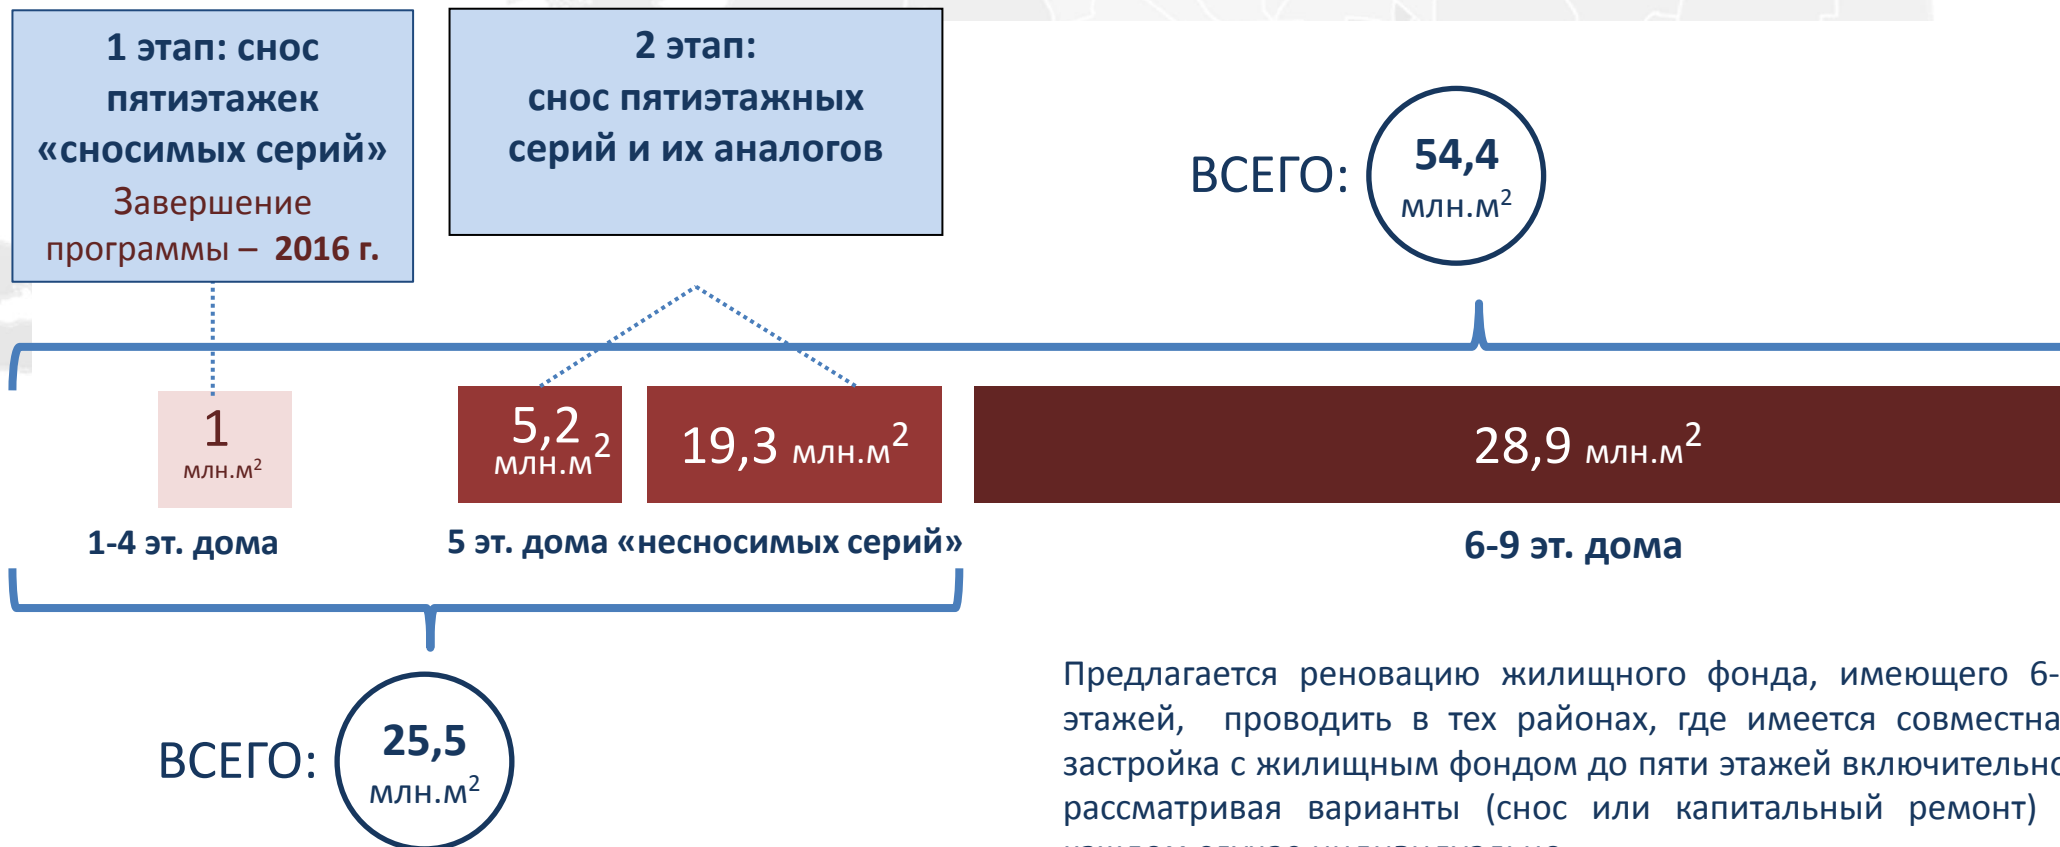 1 этап: снос
пятиэтажек
«сносимых серий»
Завершение
программы – 2016 г.
2 этап:
снос пятиэтажных
серий и их аналогов
ВСЕГО:
54,4
млн.м²
1
млн.м²
5,2
млн.м²
19,3 млн.м²
28,9 млн.м²
1-4 эт. дома
5 эт. дома «несносимых серий»
6-9 эт. дома
ВСЕГО:
25,5
млн.м²
Предлагается реновацию жилищного фонда, имеющего 6-
этажей, проводить в тех районах, где имеется совместна
застройка с жилищным фондом до пяти этажей включительно
рассматривая варианты (снос или капитальный ремонт)